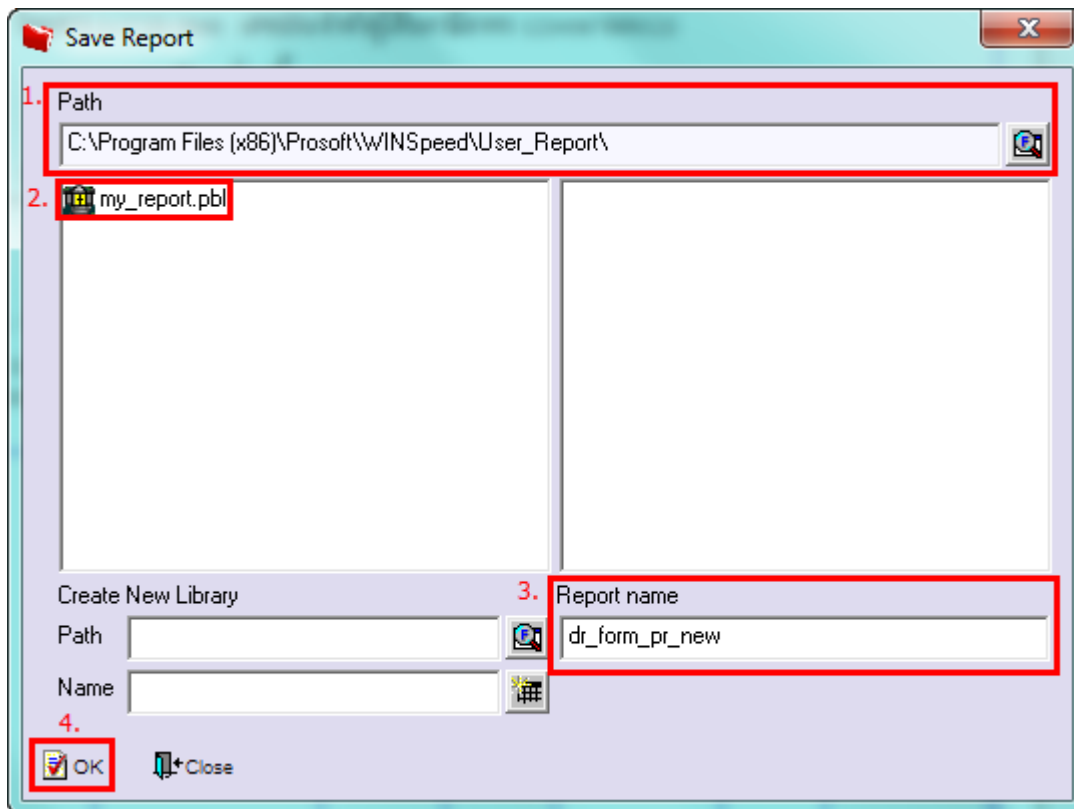 Save Report
1.
Path
C:\Program Files (x86)\Prosoft\WINSpeed\User_Report\
2.
my_report.pbl
Create New Library
3.
Report name
Path
dr_form_pr_new
Name
4.
OK
Close